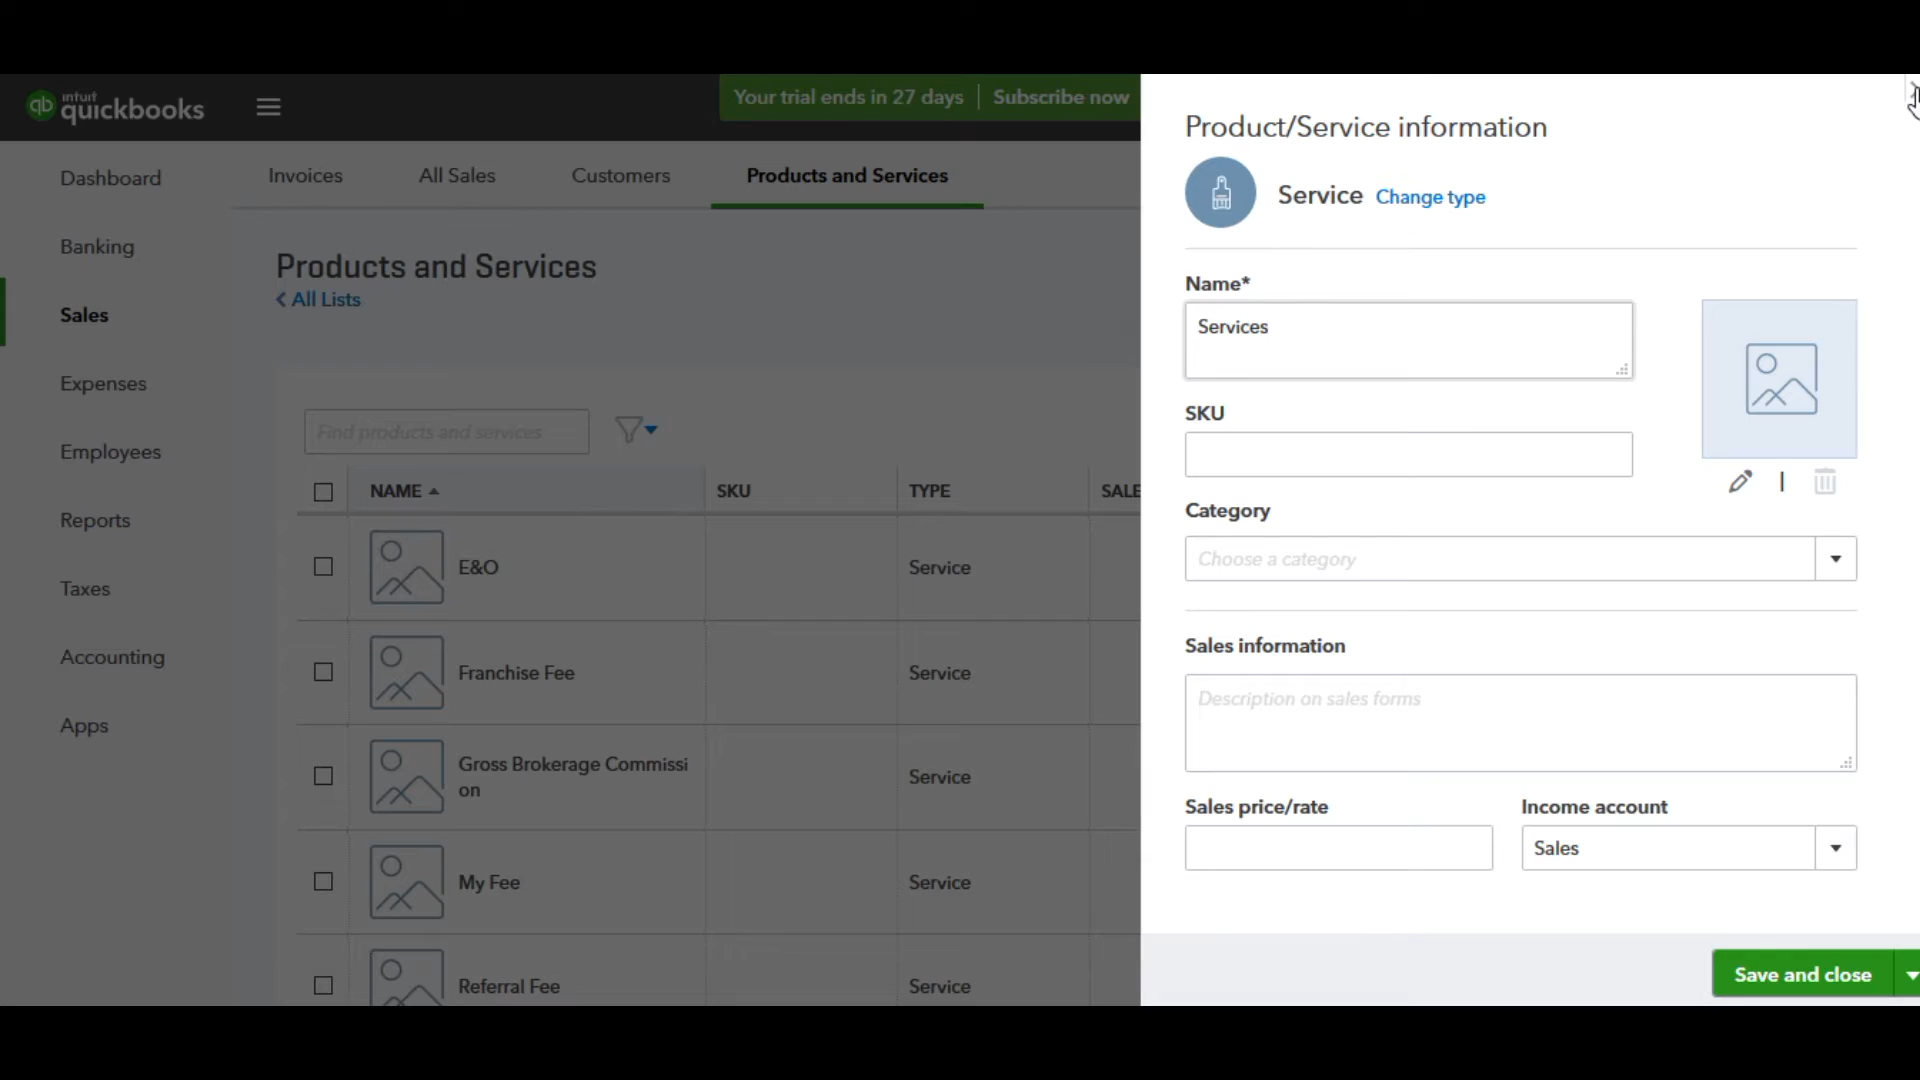 intuit
qb quickbooks
Your trial ends in 27 days
Subscribe now
Dashboard
Banking
Sales
Expenses
Employees
Reports
Taxes
Accounting
Apps
Invoices
All Sales
Customers
Products and Services
Products and Services
All Lists
Find products and services
NAME
SKU
TYPE
SALE
E&O
Service
Franchise Fee
Service
Gross Brokerage Commissi
on
Service
My Fee
Service
Referral Fee
Service
Product/Service information
Service
Change type
Name*
Services
SKU
Category
Choose a category
Sales information
Description on sales forms
Sales price/rate
Income account
Sales
Save and close